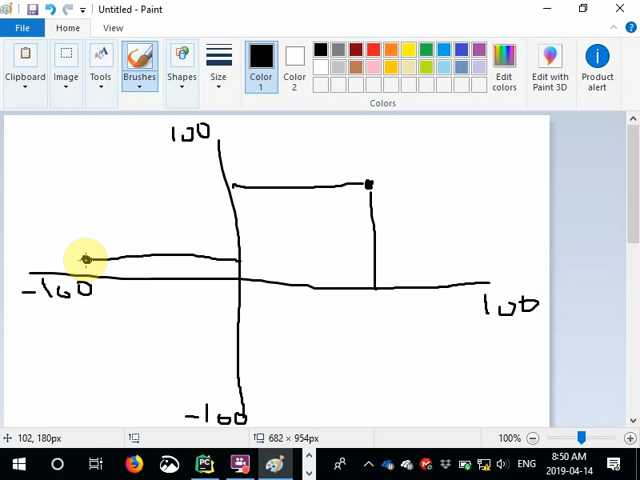 Untitled - Paint
File Home View
Clipboard Image Tools Brushes Shapes Size Color 1 Color 2 Edit colors Edit with Paint 3D Product alert
Colors
100
-100
100
-100
102, 180px 682 × 954px 100%
PC
8:50 AM
2019-04-14